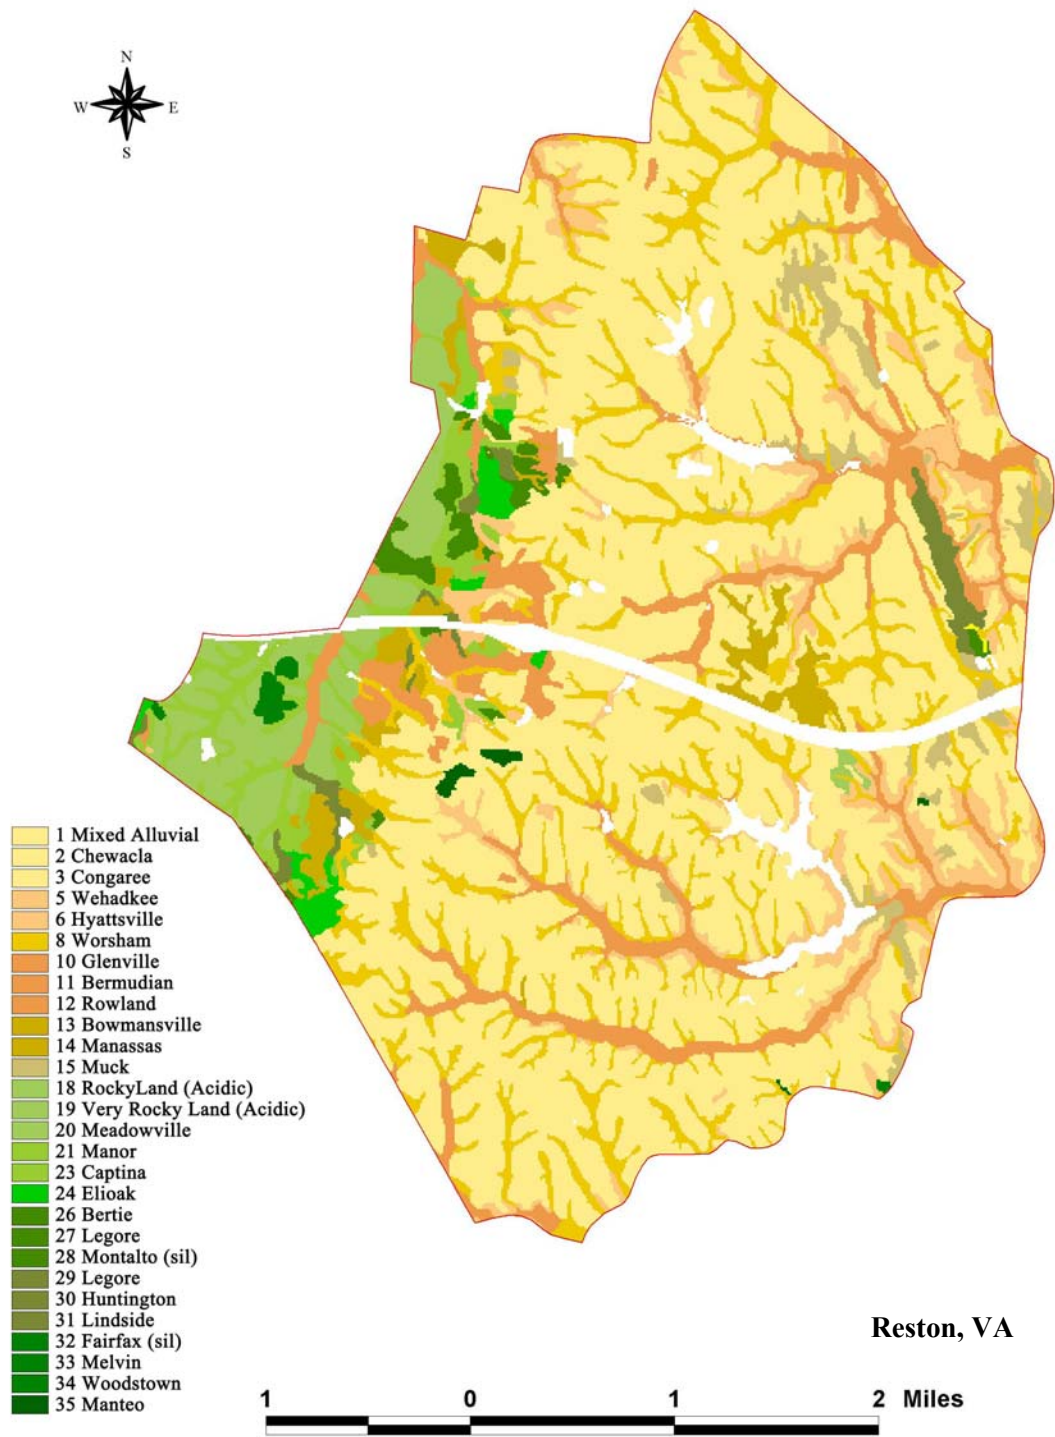 N
W E
S
1 Mixed Alluvial
2 Chewacla
3 Congaree
5 Wehadkee
6 Hyattsville
8 Worsham
10 Glenville
11 Bermudian
12 Rowland
13 Bowmansville
14 Manassas
15 Muck
18 RockyLand (Acidic)
19 Very Rocky Land (Acidic)
20 Meadowville
21 Manor
23 Captina
24 Elioak
26 Bertie
27 Legore
28 Montalto (sil)
29 Legore
30 Huntington
31 Lindside
32 Fairfax (sil)
33 Melvin
34 Woodstown
35 Manteo
Reston, VA
1 0 1 2 Miles